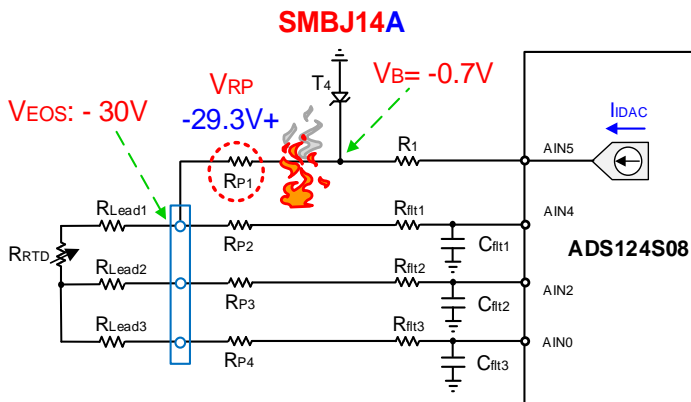 SMBJ14A
T4
VRP
-29.3V+
VB= -0.7V
VEOS: - 30V
IIDAC
RP1
R1
AIN5
RLead1
RP2
Rflt1
AIN4
Cflt1
ADS124S08
RRTD
RLead2
RP3
Rflt2
AIN2
Cflt2
RLead3
RP4
Rflt3
AIN0
Cflt3